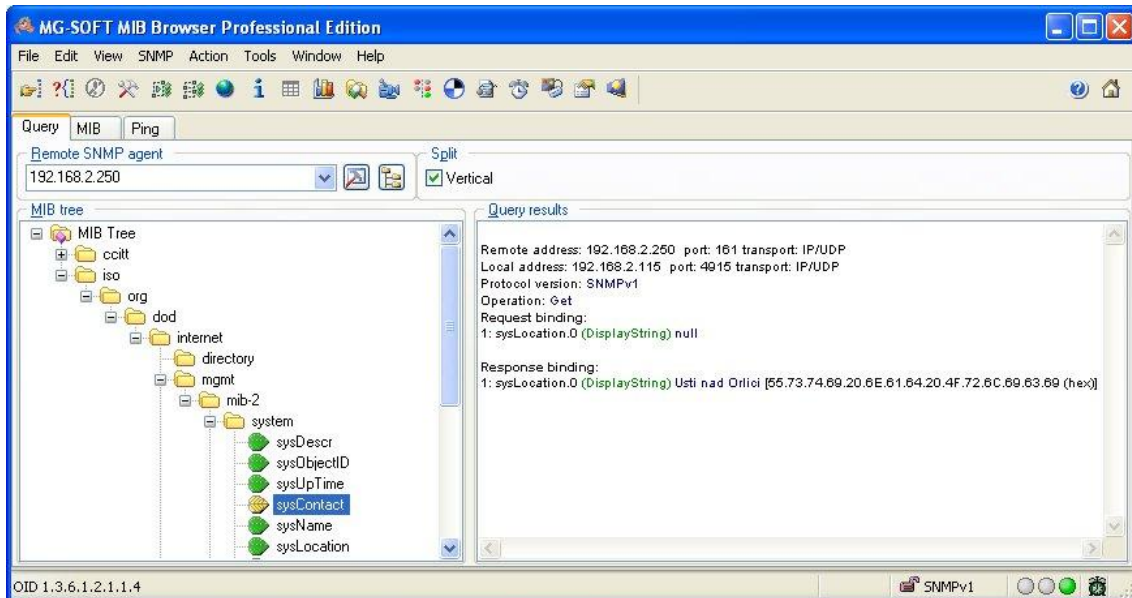 MG-SOFT MIB Browser Professional Edition
File Edit View SNMP Action Tools Window Help
Query MIB Ping
Remote SNMP agent
192.168.2.250
Split
Vertical
MIB tree
MIB Tree
ccitt
iso
org
dod
internet
directory
mgmt
mib-2
system
sysDescr
sysObjectID
sysUpTime
sysContact
sysName
sysLocation
Query results
Remote address: 192.168.2.250 port: 161 transport: IP/UDP
Local address: 192.168.2.115 port: 4915 transport: IP/UDP
Protocol version: SNMPv1
Operation: Get
Request binding:
1: sysLocation.0 (DisplayString) null
Response binding:
1: sysLocation.0 (DisplayString) Usti nad Orlici [55.73.74.69.20.6E.61.64.20.4F.72.6C.69.63.69 (hex)]
OID 1.3.6.1.2.1.1.4
SNMPv1